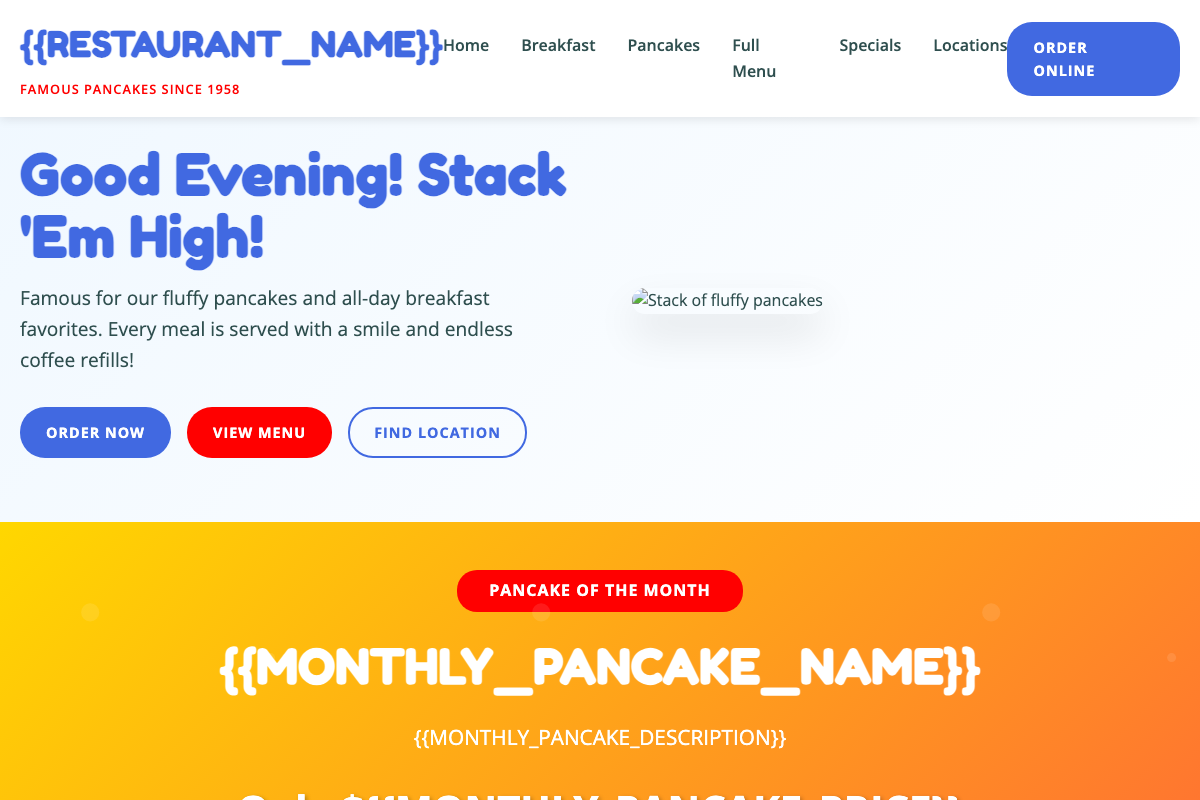 {{RESTAURANT_NAME}}
FAMOUS PANCAKES SINCE 1958
Home
Breakfast
Pancakes
Full
Menu
Specials
Locations
ORDER
ONLINE
Good Evening! Stack
'Em High!
Famous for our fluffy pancakes and all-day breakfast
favorites. Every meal is served with a smile and endless
coffee refills!
ORDER NOW
VIEW MENU
FIND LOCATION
Stack of fluffy pancakes
PANCAKE OF THE MONTH
{{MONTHLY_PANCAKE_NAME}}
{{MONTHLY_PANCAKE_DESCRIPTION}}
Only ${{MONTHLY_PANCAKE_PRICE}}